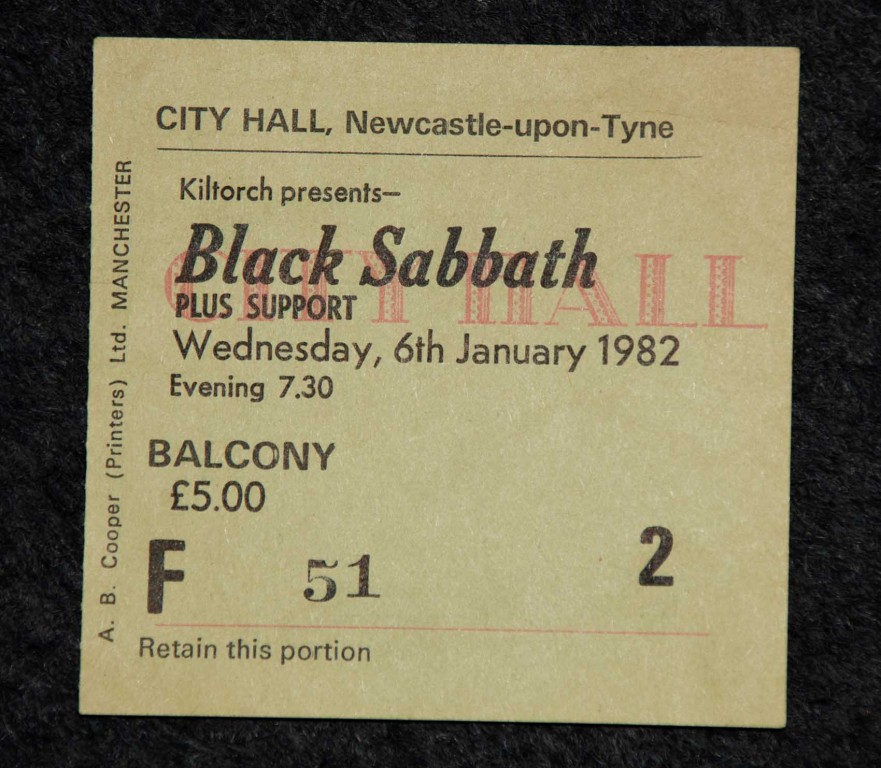 CITY HALL, Newcastle-upon-Tyne
Kiltorch presents—
Black Sabbath
CITY HALL
PLUS SUPPORT
Wednesday, 6th January 1982
Evening 7.30
BALCONY
£5.00
F 51 2
Retain this portion
A. B. Cooper (Printers) Ltd. MANCHESTER